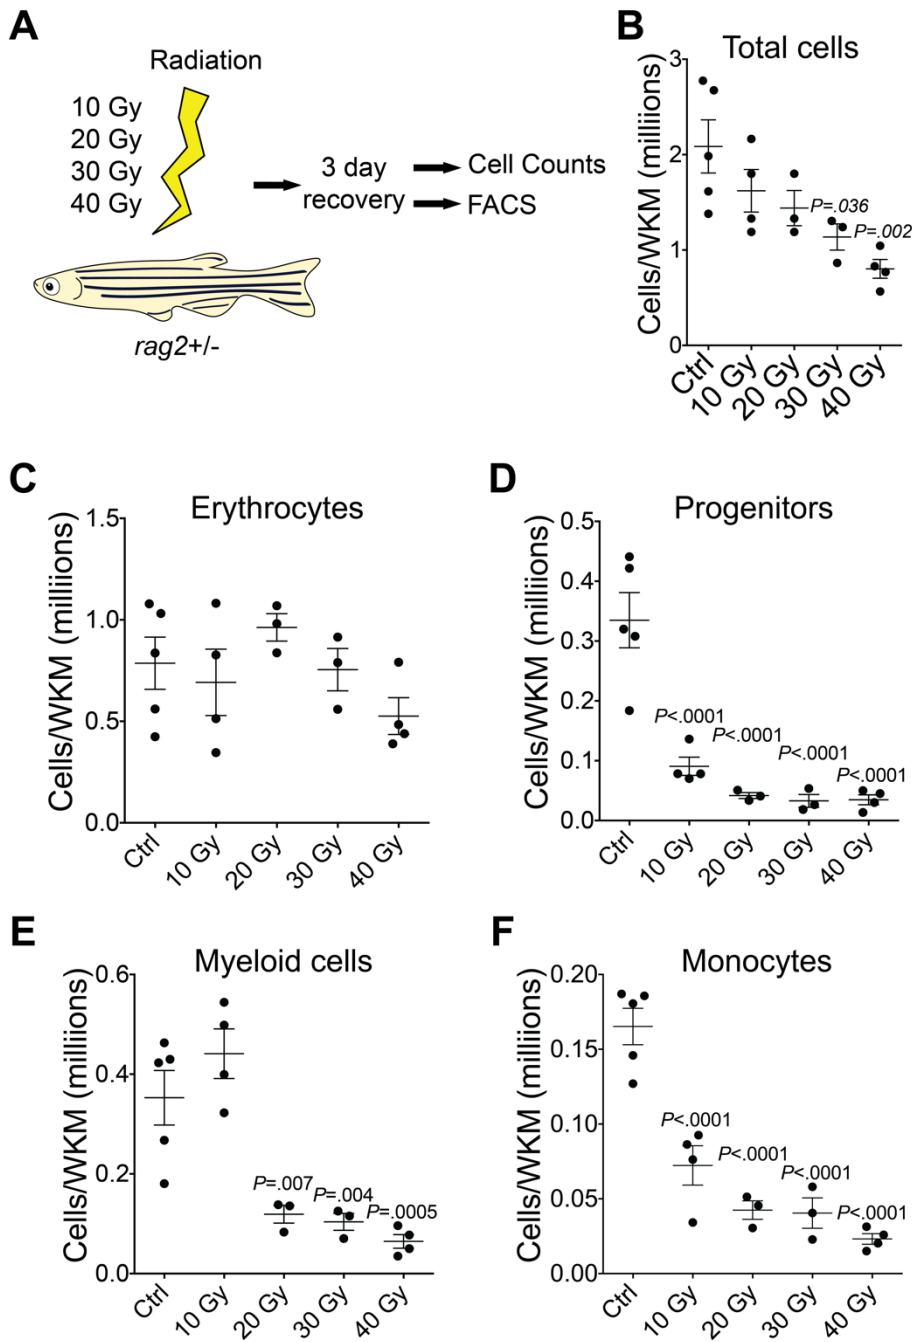 A
Radiation
10 Gy
20 Gy
30 Gy
40 Gy
3 day
recovery
Cell Counts
FACS
rag2+/-
B
Total cells
Cells/WKM (milliions)
3
2
1
0
P=.036
P=.002
Ctrl
10 Gy
20 Gy
30 Gy
40 Gy
C
Erythrocytes
Cells/WKM (milliions)
1.5
1.0
0.5
0.0
Ctrl
10 Gy
20 Gy
30 Gy
40 Gy
D
Progenitors
Cells/WKM (milliions)
0.5
0.4
0.3
0.2
0.1
0.0
P<.0001
P<.0001
P<.0001
P<.0001
Ctrl
10 Gy
20 Gy
30 Gy
40 Gy
E
Myeloid cells
Cells/WKM (milliions)
0.6
0.4
0.2
0.0
P=.007
P=.004
P=.0005
Ctrl
10 Gy
20 Gy
30 Gy
40 Gy
F
Monocytes
Cells/WKM (milliions)
0.20
0.15
0.10
0.05
0.00
P<.0001
P<.0001
P<.0001
P<.0001
Ctrl
10 Gy
20 Gy
30 Gy
40 Gy